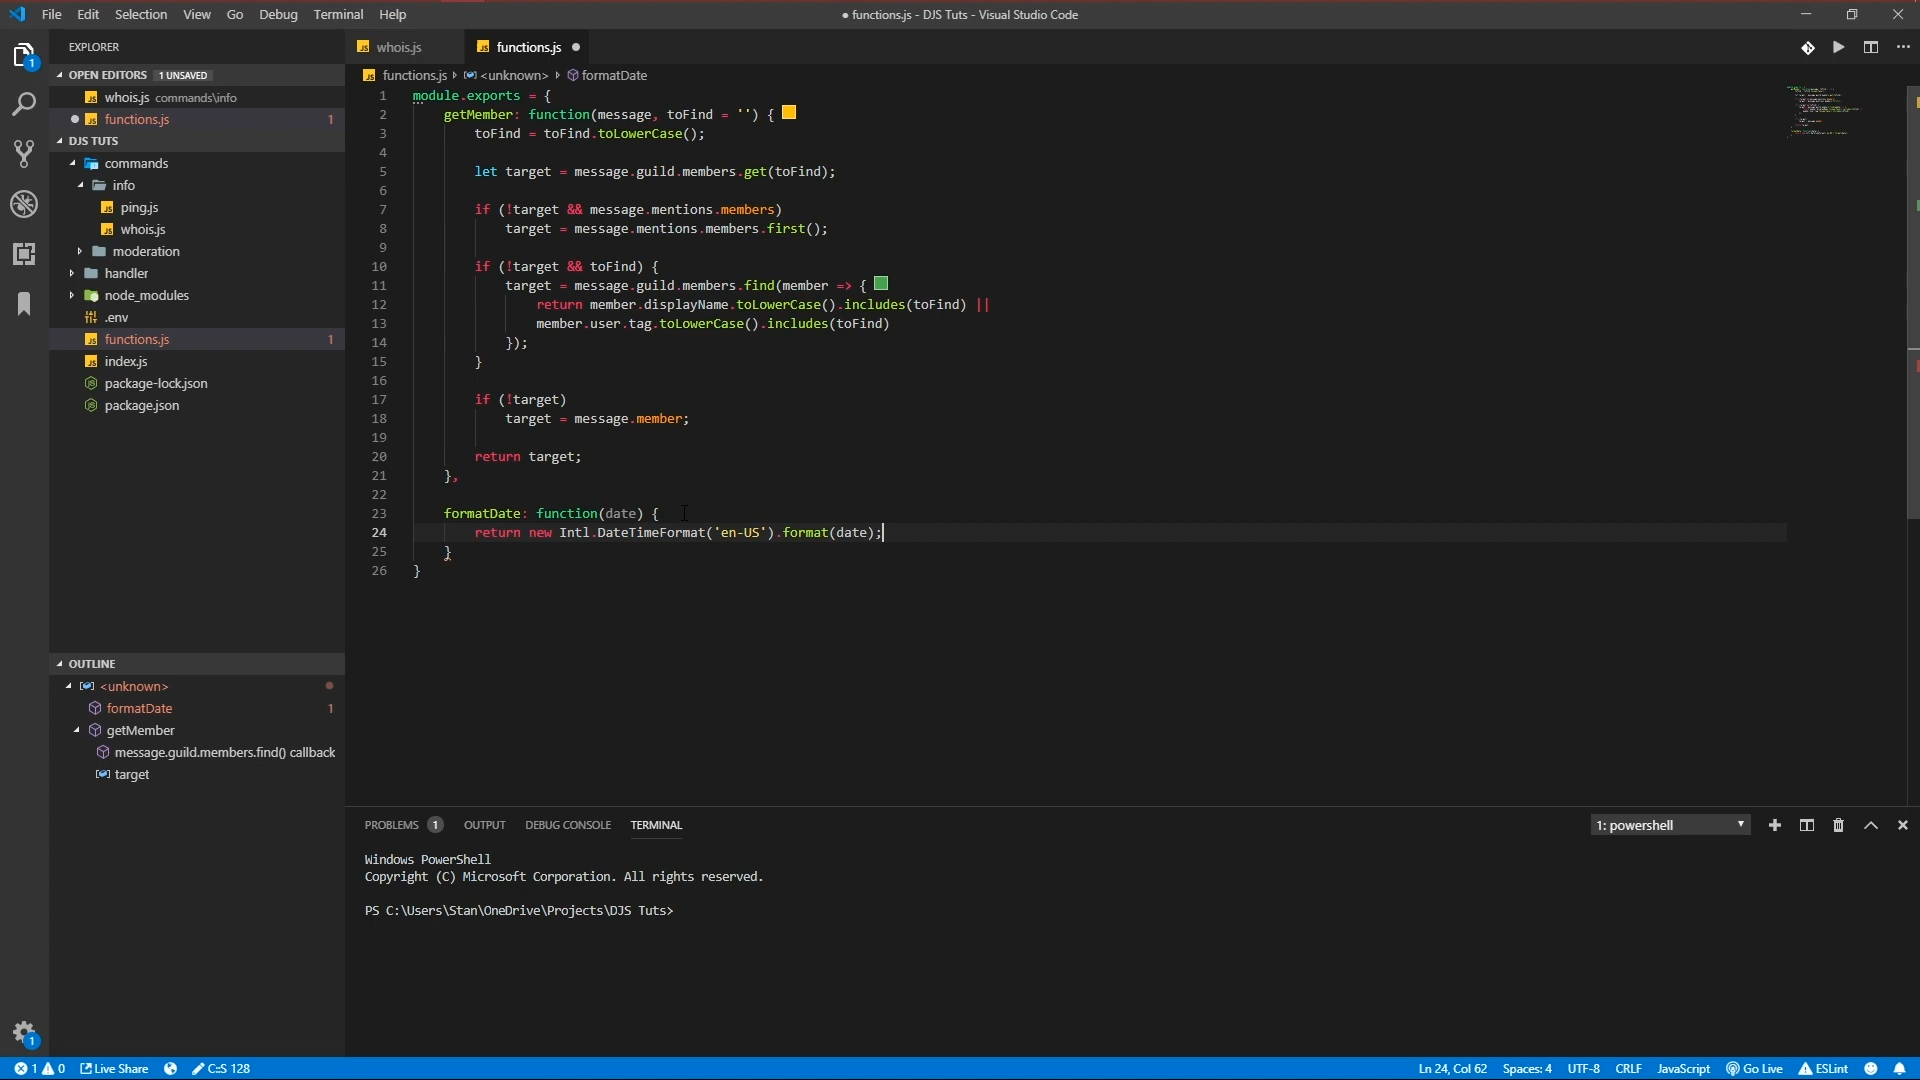 File Edit Selection View Go Debug Terminal Help
● functions.js - DJS Tuts - Visual Studio Code
EXPLORER
OPEN EDITORS 1 UNSAVED
whois.js commands\info
functions.js 1
DJS TUTS
commands
info
ping.js
whois.js
moderation
handler
node_modules
.env
functions.js 1
index.js
package-lock.json
package.json
OUTLINE
<unknown>
formatDate 1
getMember
message.guild.members.find() callback
target
whois.js functions.js
functions.js <unknown> formatDate
1 module.exports = {
2 getMember: function(message, toFind = '') {
3 toFind = toFind.toLowerCase();
4
5 let target = message.guild.members.get(toFind);
6
7 if (!target && message.mentions.members)
8 target = message.mentions.members.first();
9
10 if (!target && toFind) {
11 target = message.guild.members.find(member => {
12 return member.displayName.toLowerCase().includes(toFind) ||
13 member.user.tag.toLowerCase().includes(toFind)
14 });
15 }
16
17 if (!target)
18 target = message.member;
19
20 return target;
21 },
22
23 formatDate: function(date) {
24 return new Intl.DateTimeFormat('en-US').format(date);
25 }
26 }
PROBLEMS 1 OUTPUT DEBUG CONSOLE TERMINAL
1: powershell
Windows PowerShell
Copyright (C) Microsoft Corporation. All rights reserved.
PS C:\Users\Stan\OneDrive\Projects\DJS Tuts>
1 0 Live Share C:S 128
Ln 24, Col 62 Spaces: 4 UTF-8 CRLF JavaScript Go Live ESLint